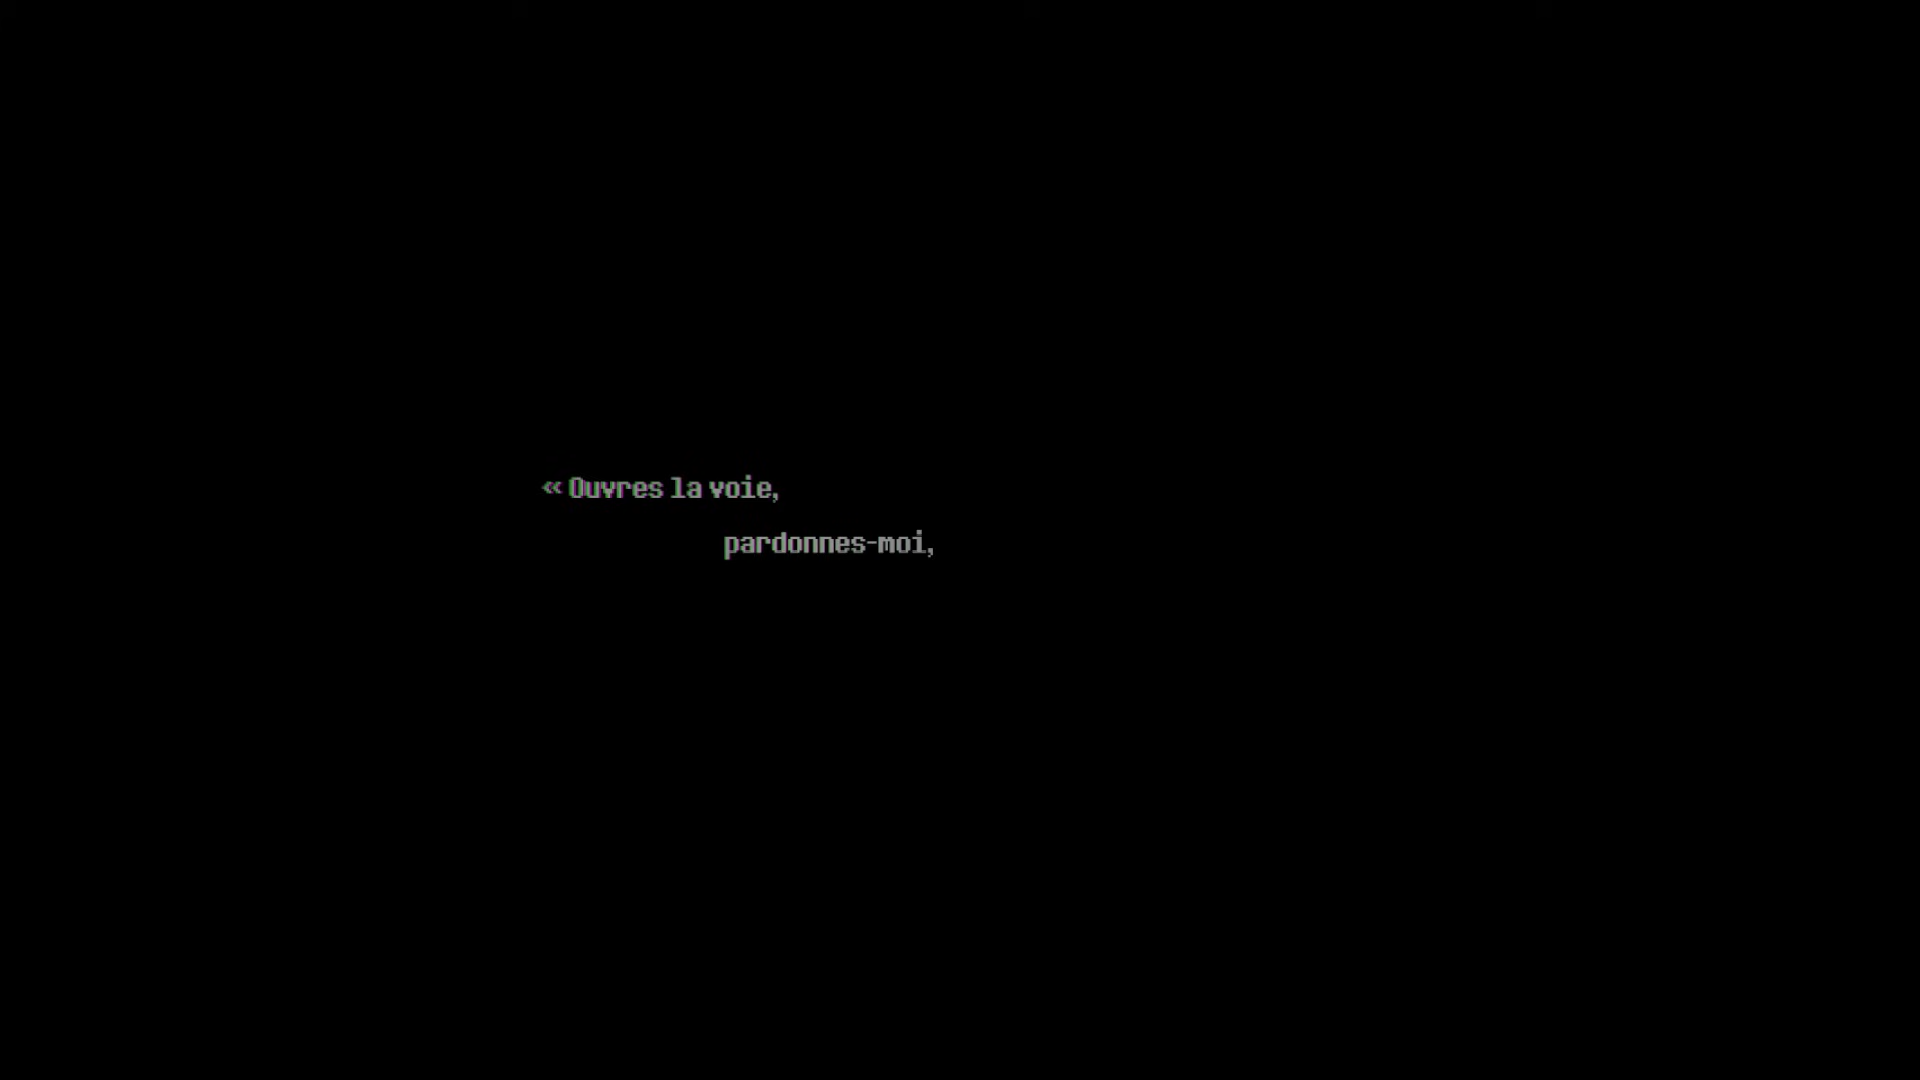 « Ouvres la voie,
pardonnes-moi,